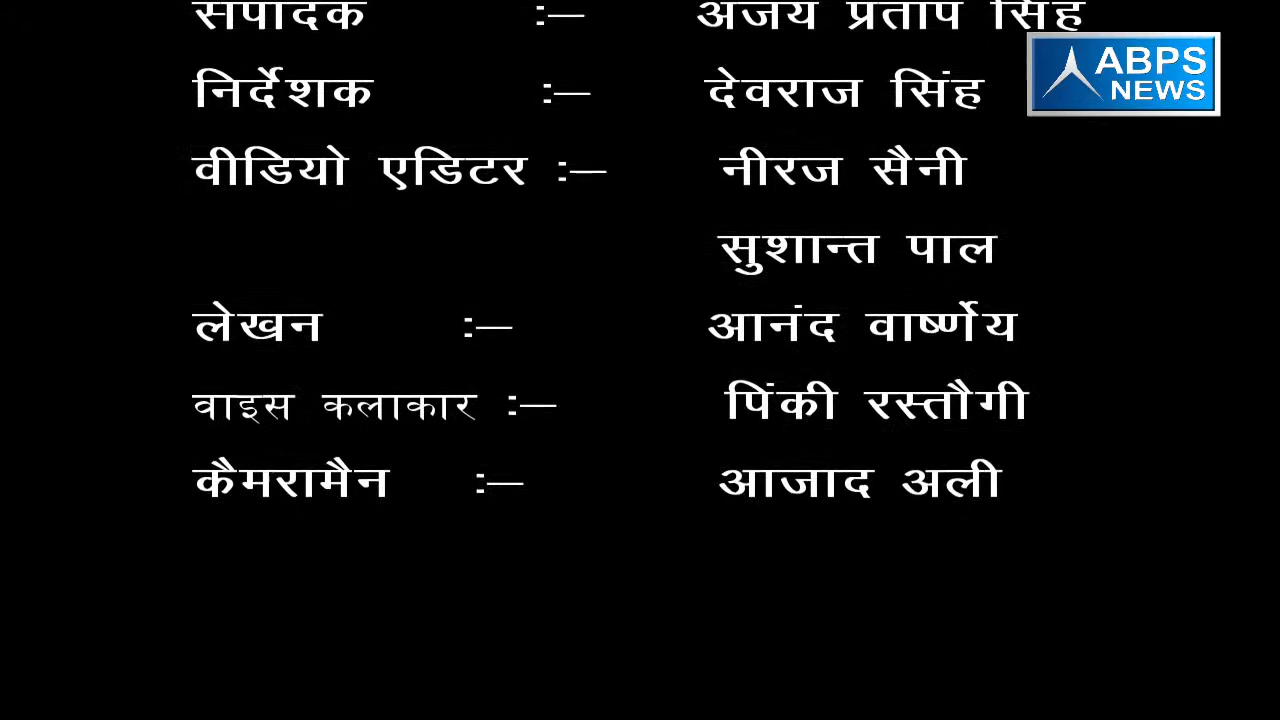 संपादक :– अजय प्रताप सिंह
ABPS
NEWS
निर्देशक :– देवराज सिंह
वीडियो एडिटर :– नीरज सैनी
सुशान्त पाल
लेखन :– आनंद वार्ष्णेय
वाइस कलाकार :– पिंकी रस्तौगी
कैमरामैन :– आजाद अली